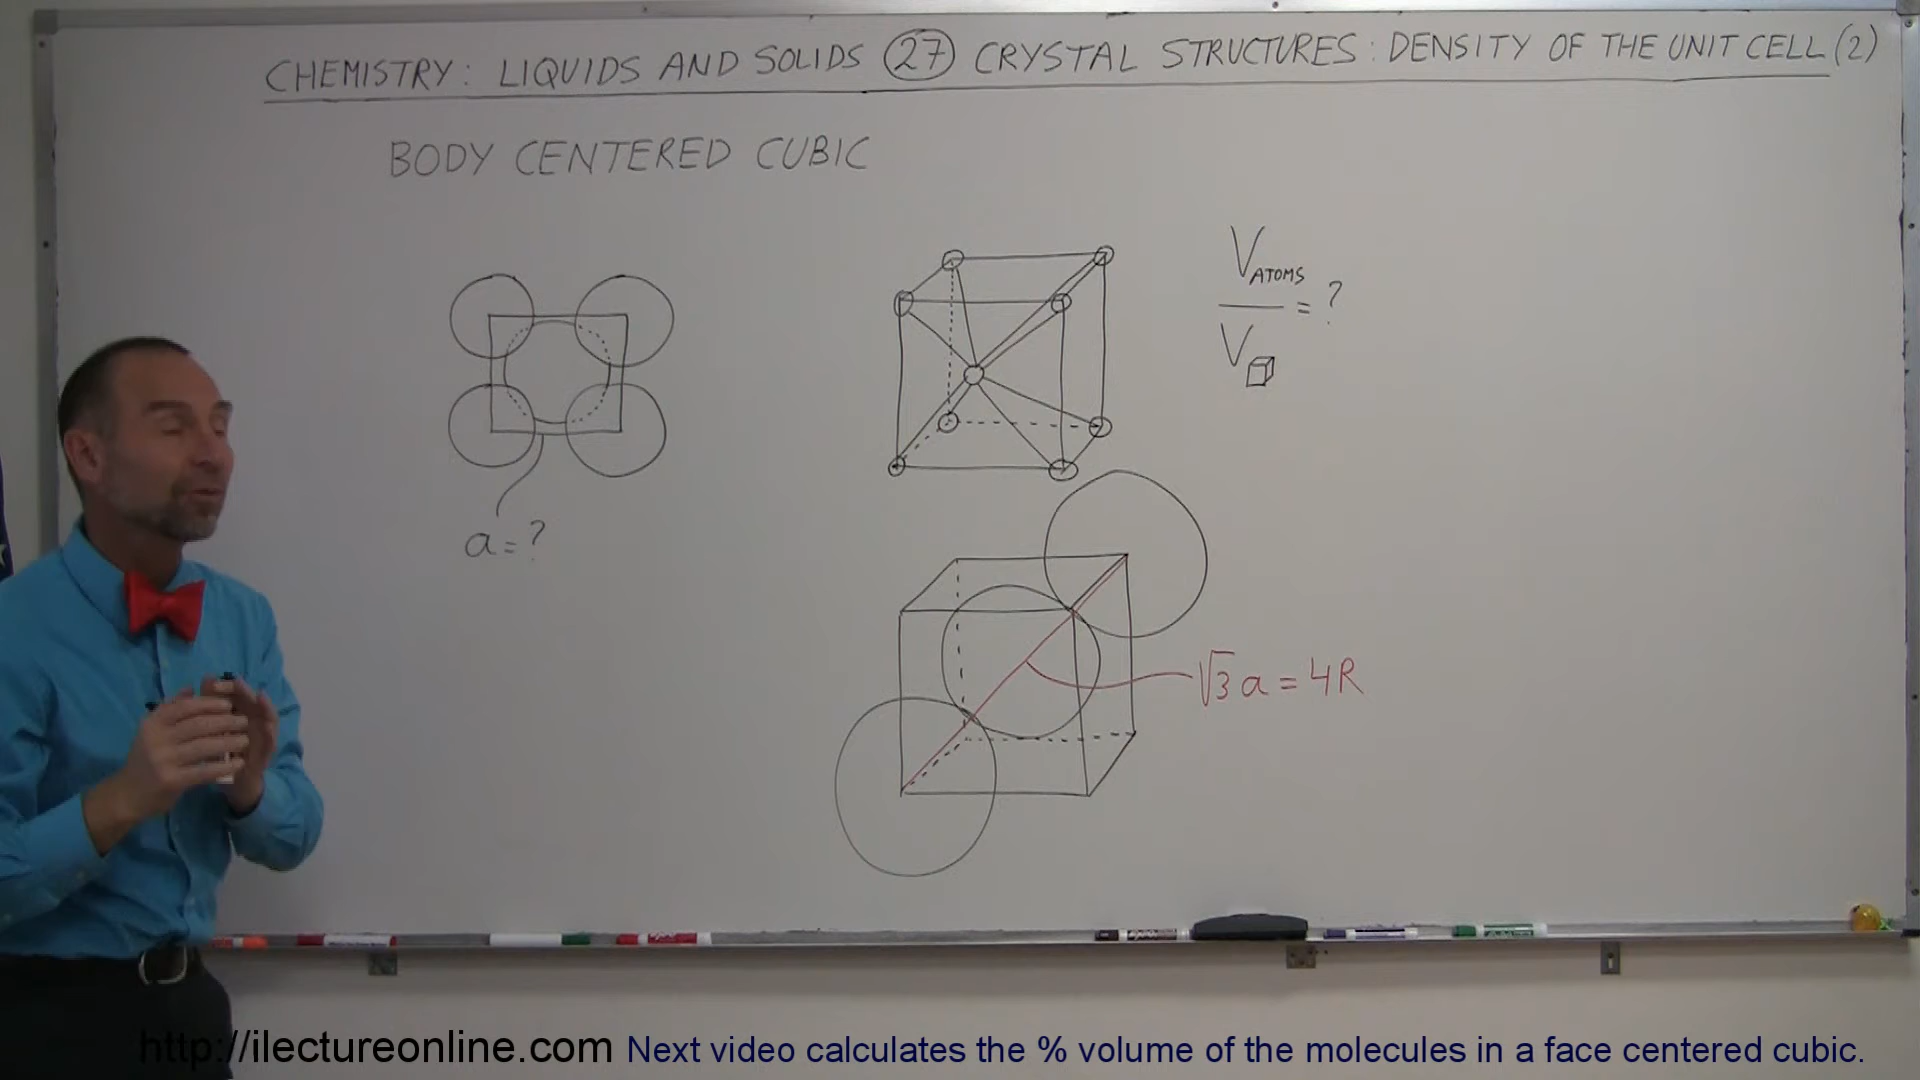 CHEMISTRY: LIQUIDS AND SOLIDS 27 CRYSTAL STRUCTURES: DENSITY OF THE UNIT CELL (2)
BODY CENTERED CUBIC
V ATOMS
— = ?
V
a = ?
√3 a = 4R
http://ilectureonline.com Next video calculates the % volume of the molecules in a face centered cubic.